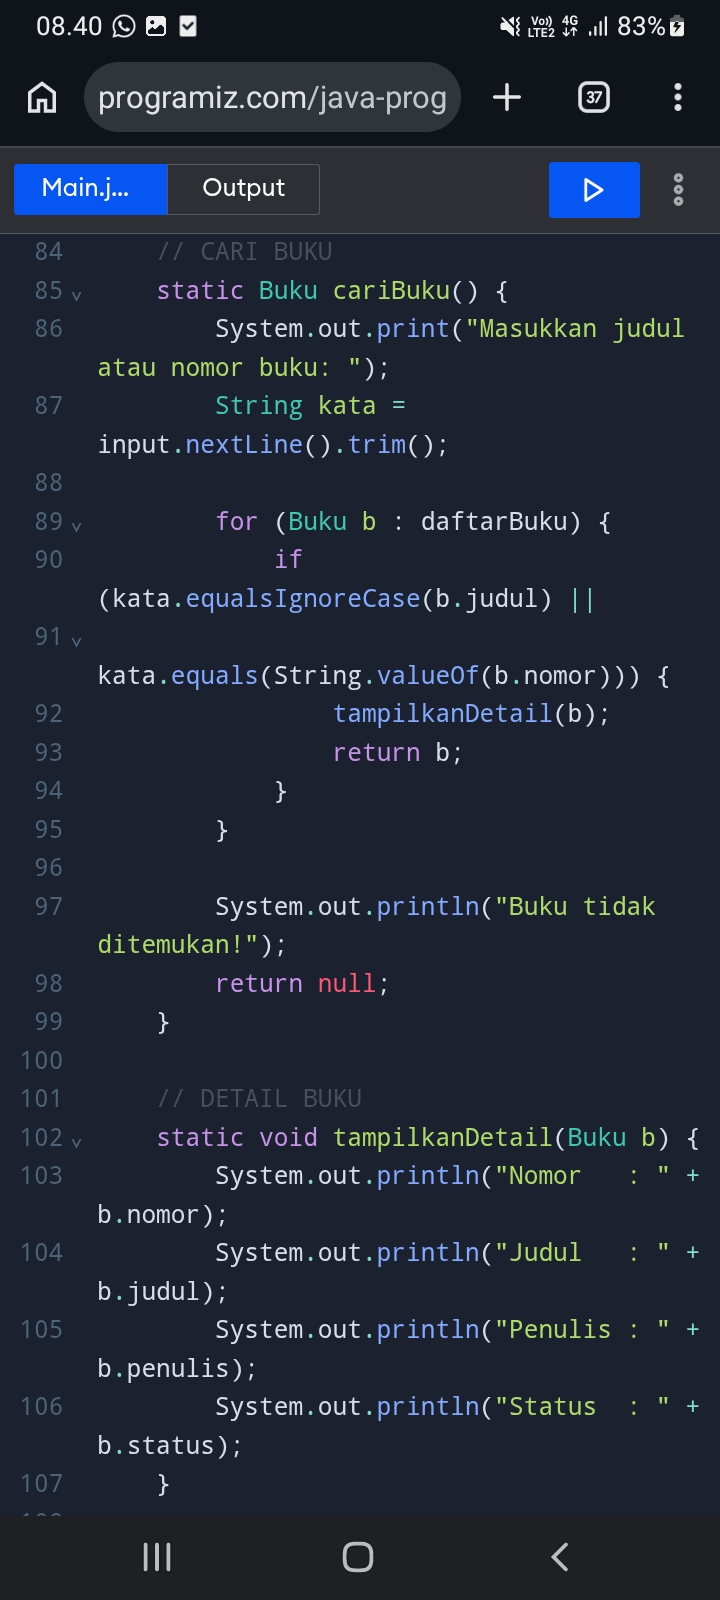 08.40 Vo)) LTE2 4G 83%
programiz.com/java-prog 37
Main.j... Output
84 // CARI BUKU
85 static Buku cariBuku() {
86 System.out.print("Masukkan judul
atau nomor buku: ");
87 String kata =
input.nextLine().trim();
88
89 for (Buku b : daftarBuku) {
90 if
(kata.equalsIgnoreCase(b.judul) ||
91
kata.equals(String.valueOf(b.nomor))) {
92 tampilkanDetail(b);
93 return b;
94 }
95 }
96
97 System.out.println("Buku tidak
ditemukan!");
98 return null;
99 }
100
101 // DETAIL BUKU
102 static void tampilkanDetail(Buku b) {
103 System.out.println("Nomor   : " +
b.nomor);
104 System.out.println("Judul   : " +
b.judul);
105 System.out.println("Penulis : " +
b.penulis);
106 System.out.println("Status  : " +
b.status);
107 }